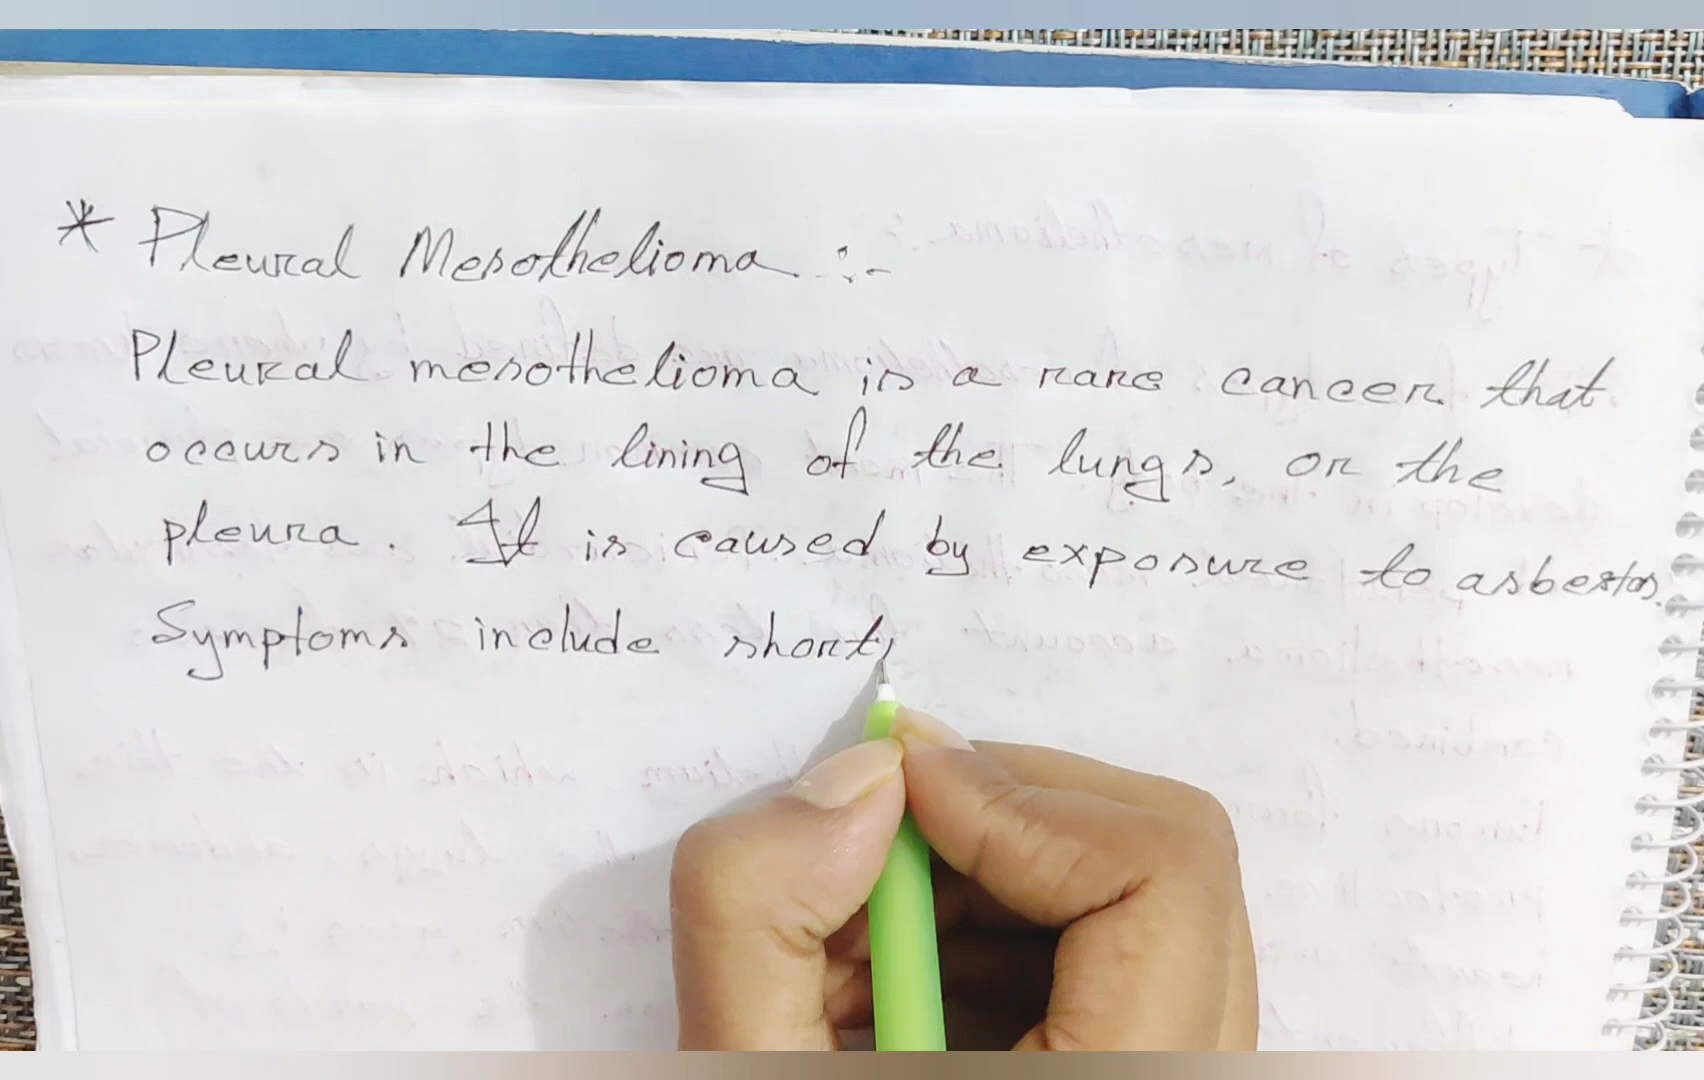 * Pleural Mesothelioma :-
Pleural mesothelioma is a rare cancer that
occurs in the lining of the lungs, or the
pleura. It is caused by exposure to asbestos.
Symptoms include short